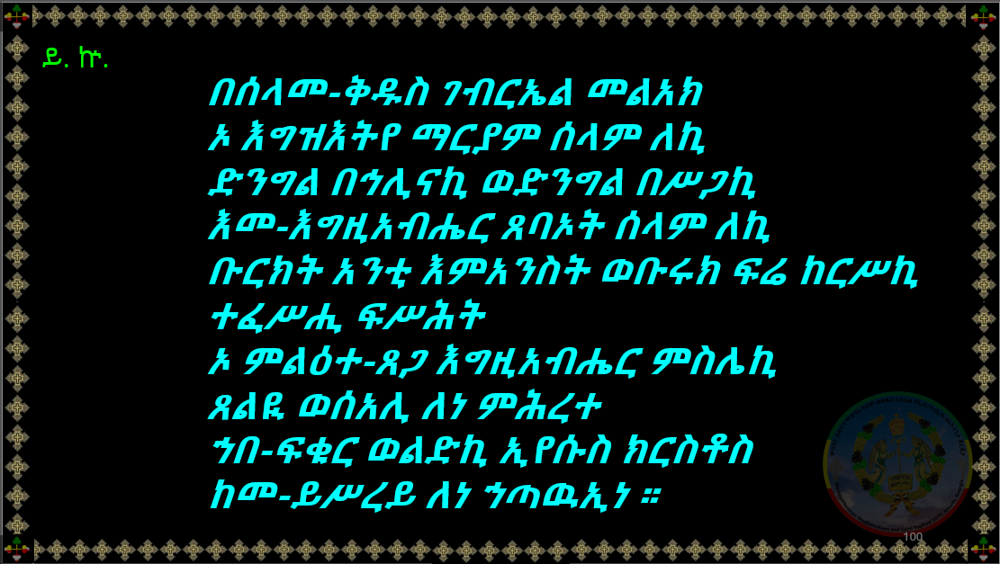 ይ. ኵ.
በሰላመ-ቅዱስ ገብርኤል መልአክ
ኦ እግዝእትየ ማርያም ሰላም ለኪ
ድንግል በኅሊናኪ ወድንግል በሥጋኪ
እመ-እግዚአብሔር ጸባኦት ሰላም ለኪ
ቡርክት አንቲ እምአንስት ወቡሩክ ፍሬ ከርሥኪ
ተፈሥሒ ፍሥሕት
ኦ ምልዕተ-ጸጋ እግዚአብሔር ምስሌኪ
ጸልዪ ወሰአሊ ለነ ምሕረተ
ኀበ-ፍቁር ወልድኪ ኢየሱስ ክርስቶስ
ከመ-ይሥረይ ለነ ኀጣዉኢነ ።
100